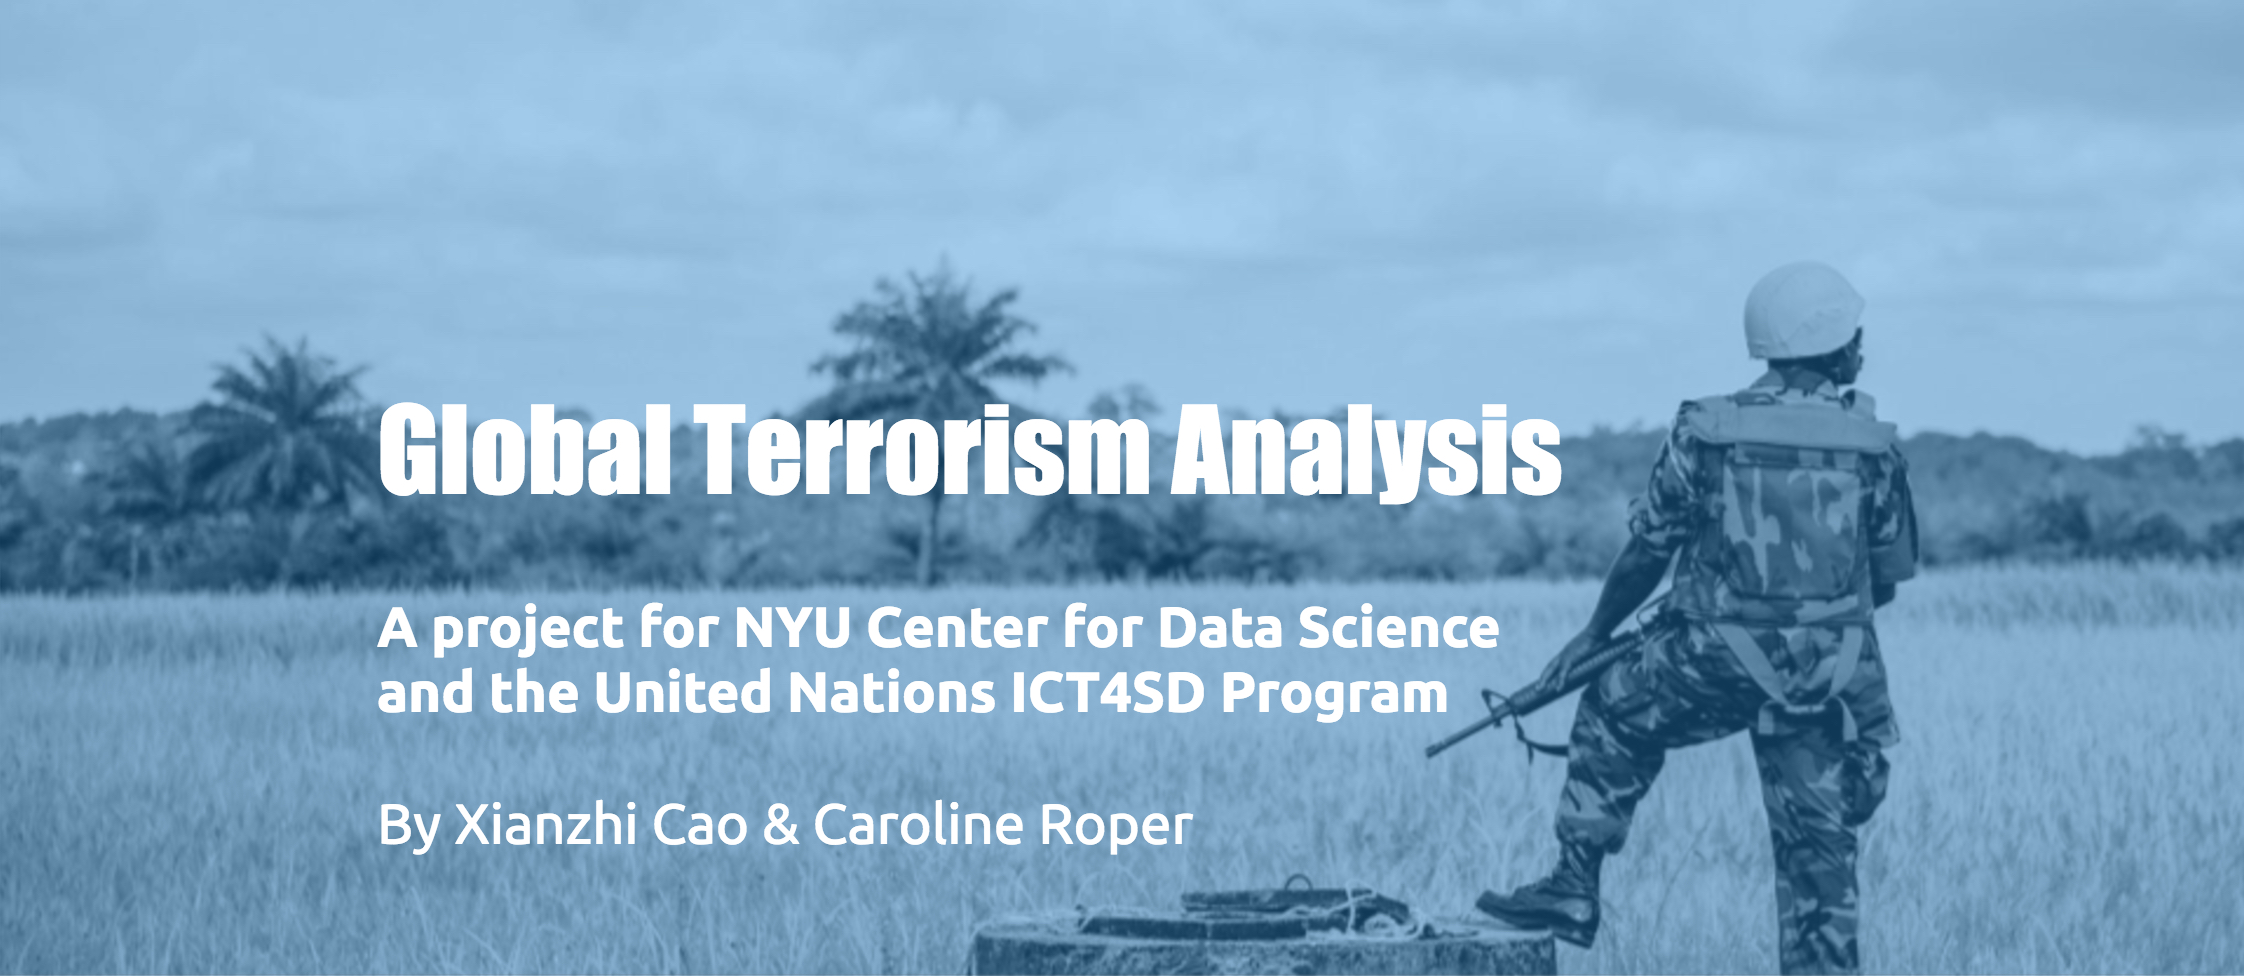 Global Terrorism Analysis
A project for NYU Center for Data Science
and the United Nations ICT4SD Program
By Xianzhi Cao & Caroline Roper